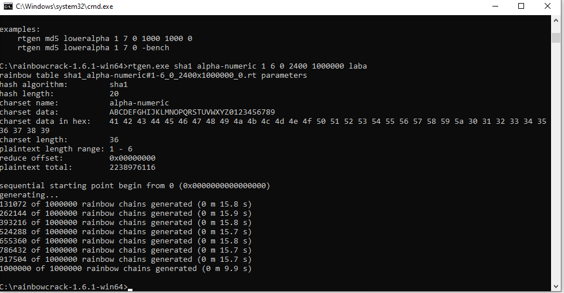 C:\Windows\system32\cmd.exe
examples:
rtgen md5 loweralpha 1 7 0 1000 1000 0
rtgen md5 loweralpha 1 7 0 -bench
C:\rainbowcrack-1.6.1-win64>rtgen.exe sha1 alpha-numeric 1 6 0 2400 1000000 laba
rainbow table sha1_alpha-numeric#1-6_0_2400x1000000_0.rt parameters
hash algorithm: sha1
hash length: 20
charset name: alpha-numeric
charset data: ABCDEFGHIJKLMNOPQRSTUVWXYZ0123456789
charset data in hex: 41 42 43 44 45 46 47 48 49 4a 4b 4c 4d 4e 4f 50 51 52 53 54 55 56 57 58 59 5a 30 31 32 33 34 35
36 37 38 39
charset length: 36
plaintext length range: 1 - 6
reduce offset: 0x00000000
plaintext total: 2238976116
sequential starting point begin from 0 (0x0000000000000000)
generating...
131072 of 1000000 rainbow chains generated (0 m 15.8 s)
262144 of 1000000 rainbow chains generated (0 m 15.9 s)
393216 of 1000000 rainbow chains generated (0 m 15.8 s)
524288 of 1000000 rainbow chains generated (0 m 15.7 s)
655360 of 1000000 rainbow chains generated (0 m 15.8 s)
786432 of 1000000 rainbow chains generated (0 m 15.7 s)
917504 of 1000000 rainbow chains generated (0 m 15.7 s)
1000000 of 1000000 rainbow chains generated (0 m 9.9 s)
C:\rainbowcrack-1.6.1-win64>